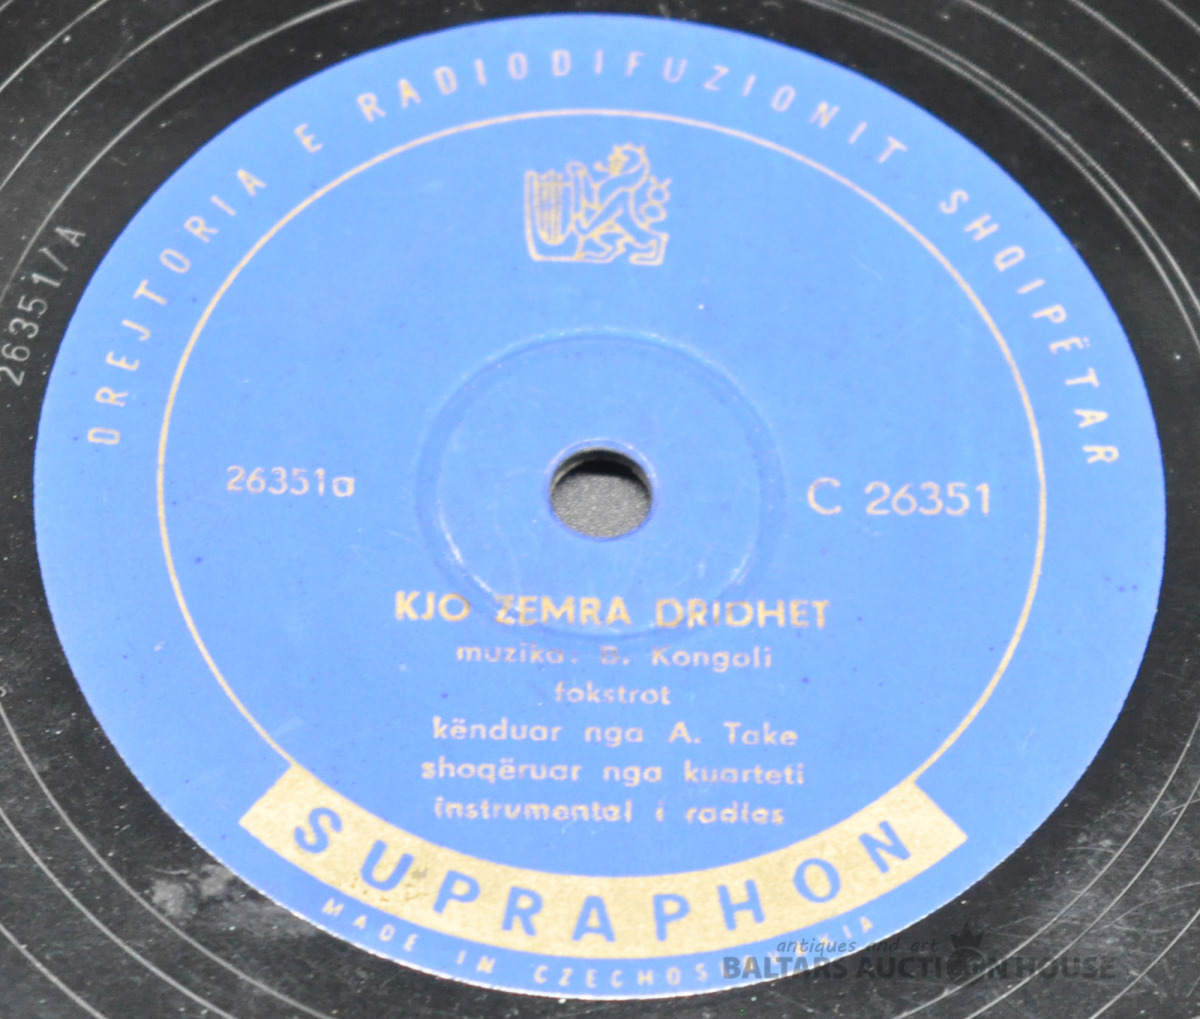 DREJTORIA E RADIODIFUZIONIT SHQIPËTAR
26351/A
26351a
C 26351
KJO ZEMRA DRIDHET
muzika: B. Kongoli
fokstrot
kënduar nga A. Take
shoqëruar nga kuarteti
instrumental i radios
SUPRAPHON
MADE IN CZECHOSLOVAKIA
antiques and art
BALTARS AUCTION HOUSE